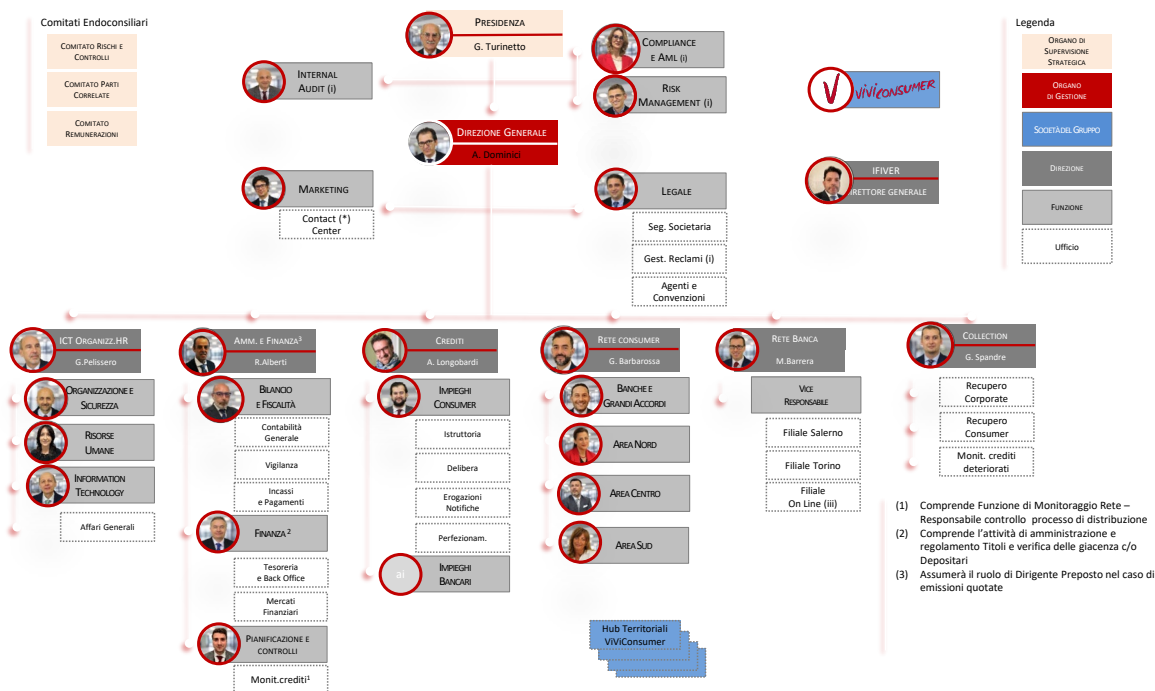 Comitati Endoconsiliari
COMITATO RISCHI E
CONTROLLI
COMITATO PARTI
CORRELATE
COMITATO
REMUNERAZIONI
PRESIDENZA
G. Turinetto
INTERNAL
AUDIT (i)
COMPLIANCE
E AML (i)
RISK
MANAGEMENT (i)
DIREZIONE GENERALE
A. Dominici
MARKETING
Contact (*)
Center
LEGALE
Seg. Societaria
Gest. Reclami (i)
Agenti e
Convenzioni
V ViViCONSUMER
IFIVER
DIRETTORE GENERALE
Legenda
ORGANO DI
SUPERVISIONE
STRATEGICA
ORGANO
DI GESTIONE
SOCIETÀ DEL GRUPPO
DIREZIONE
FUNZIONE
Ufficio
ICT ORGANIZZ.HR
G.Pelissero
ORGANIZZAZIONE E
SICUREZZA
RISORSE
UMANE
INFORMATION
TECHNOLOGY
Affari Generali
AMM. E FINANZA³
R.Alberti
BILANCIO
E FISCALITÀ
Contabilità
Generale
Vigilanza
Incassi
e Pagamenti
FINANZA ²
Tesoreria
e Back Office
Mercati
Finanziari
PIANIFICAZIONE E
CONTROLLI
Monit.crediti¹
CREDITI
A. Longobardi
IMPIEGHI
CONSUMER
Istruttoria
Delibera
Erogazioni
Notifiche
Perfezionam.
ai
IMPIEGHI
BANCARI
RETE CONSUMER
G. Barbarossa
BANCHE E
GRANDI ACCORDI
AREA NORD
AREA CENTRO
AREA SUD
Hub Territoriali
ViViConsumer
RETE BANCA
M.Barrera
VICE
RESPONSABILE
Filiale Salerno
Filiale Torino
Filiale
On Line (iii)
COLLECTION
G. Spandre
Recupero
Corporate
Recupero
Consumer
Monit. crediti
deteriorati
(1) Comprende Funzione di Monitoraggio Rete –
Responsabile controllo processo di distribuzione
(2) Comprende l'attività di amministrazione e
regolamento Titoli e verifica delle giacenza c/o
Depositari
(3) Assumerà il ruolo di Dirigente Preposto nel caso di
emissioni quotate